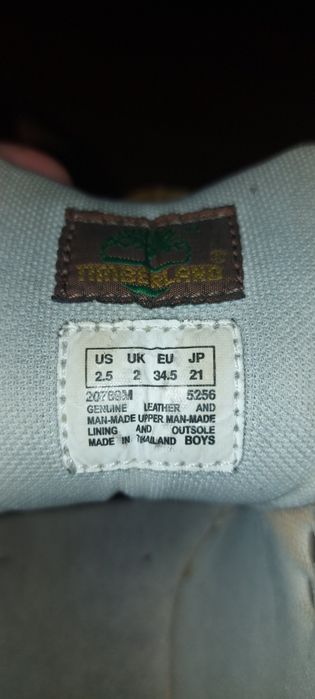 TIMBERLAND ®
US UK EU JP
2.5 2 34.5 21
20769M 5256
GENUINE LEATHER AND
MAN-MADE UPPER MAN-MADE
LINING AND OUTSOLE
MADE IN THAILAND BOYS